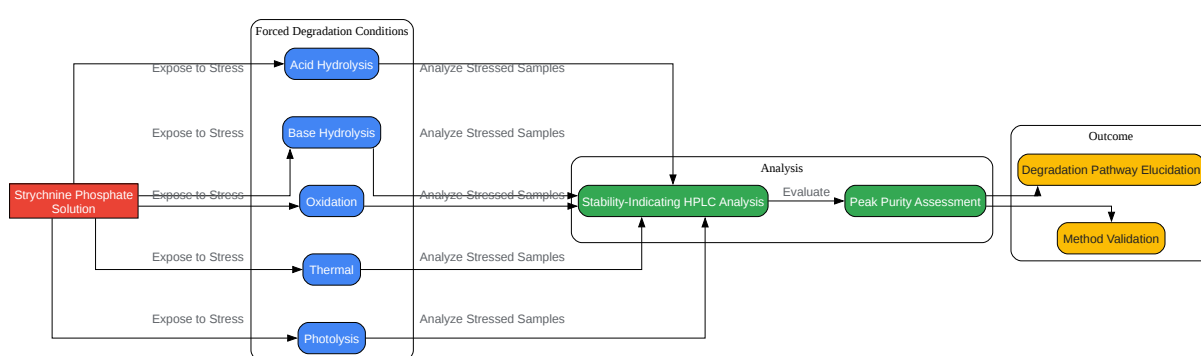 Forced Degradation Conditions
Expose to Stress
Acid Hydrolysis
Analyze Stressed Samples
Expose to Stress
Base Hydrolysis
Analyze Stressed Samples
Outcome
Analysis
Degradation Pathway Elucidation
Strychnine Phosphate
Solution
Expose to Stress
Oxidation
Analyze Stressed Samples
Stability-Indicating HPLC Analysis
Evaluate
Peak Purity Assessment
Method Validation
Expose to Stress
Thermal
Analyze Stressed Samples
Expose to Stress
Photolysis
Analyze Stressed Samples